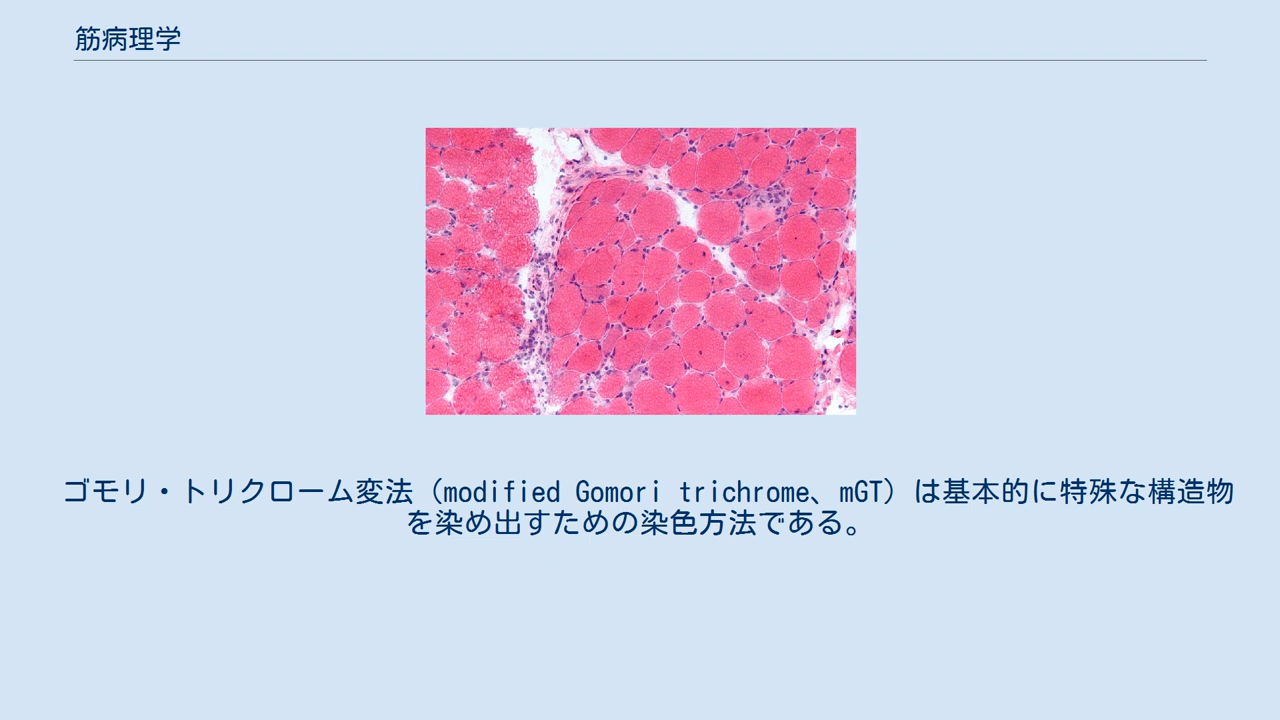 筋病理学
ゴモリ・トリクローム変法（modified Gomori trichrome、mGT）は基本的に特殊な構造物
を染め出すための染色方法である。